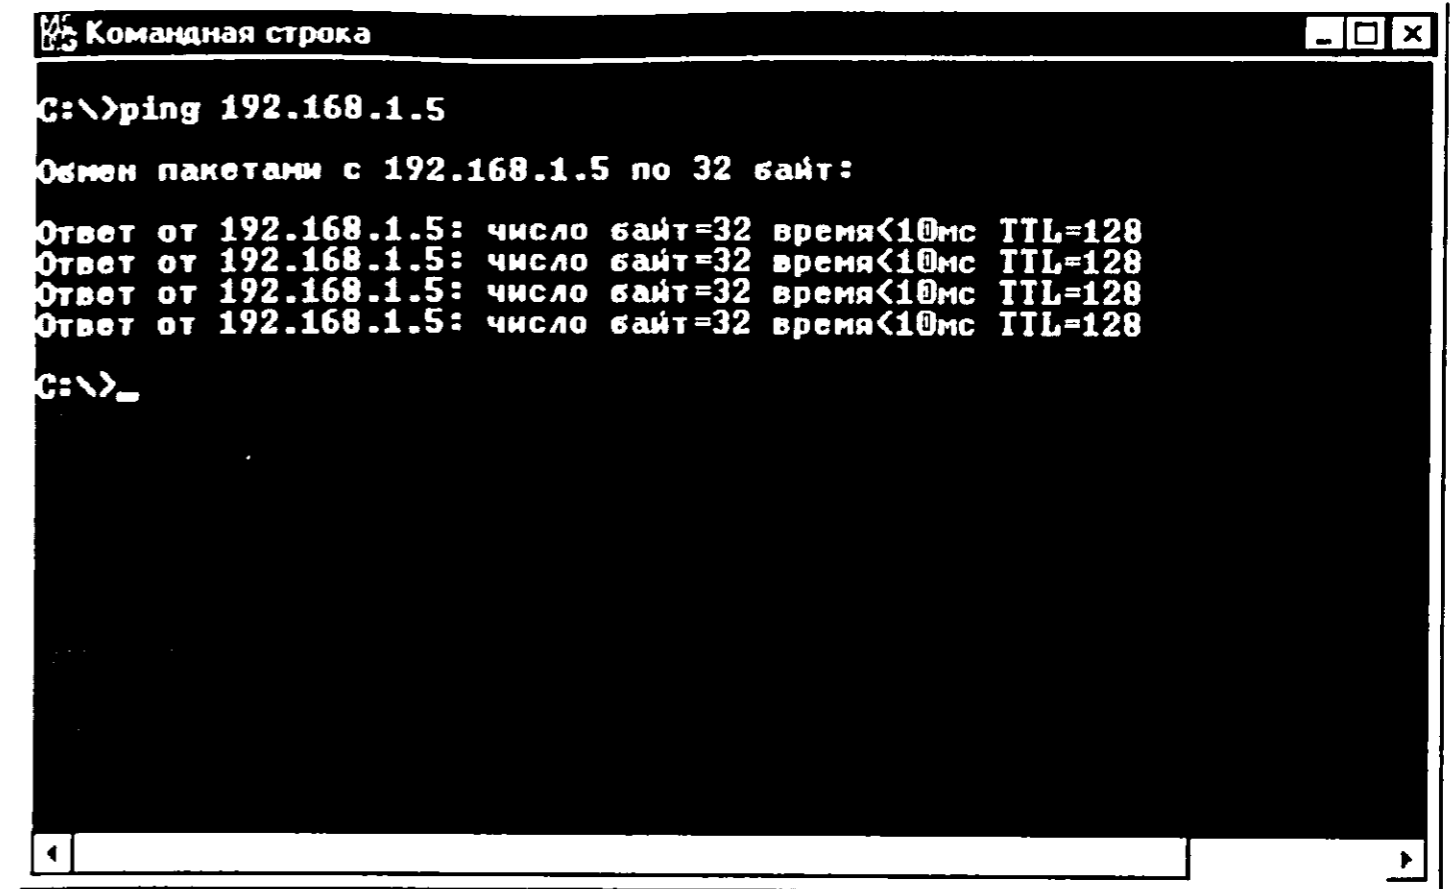 Командная строка
C:\>ping 192.168.1.5
Обмен пакетами с 192.168.1.5 по 32 байт:
Ответ от 192.168.1.5: число байт=32 время<10мс TTL=128
Ответ от 192.168.1.5: число байт=32 время<10мс TTL=128
Ответ от 192.168.1.5: число байт=32 время<10мс TTL=128
Ответ от 192.168.1.5: число байт=32 время<10мс TTL=128
C:\>_